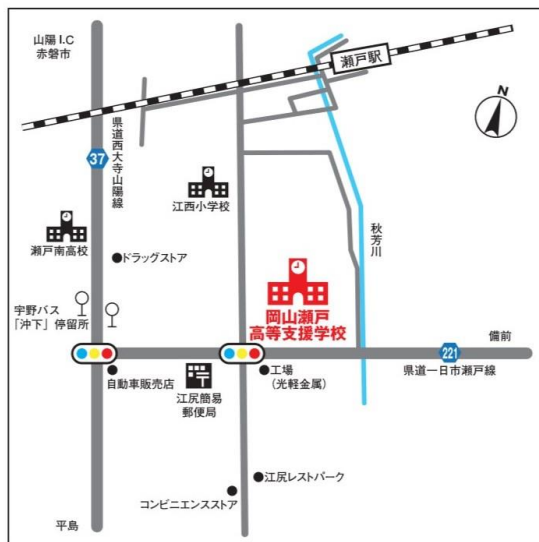 山陽 I.C
赤磐市
瀬戸駅
N
県道西大寺山陽線
37
江西小学校
瀬戸南高校
ドラッグストア
秋芳川
岡山瀬戸
高等支援学校
宇野バス
「沖下」停留所
備前
221
県道一日市瀬戸線
自動車販売店
江尻簡易
郵便局
工場
(光軽金属)
江尻レストパーク
コンビニエンスストア
平島